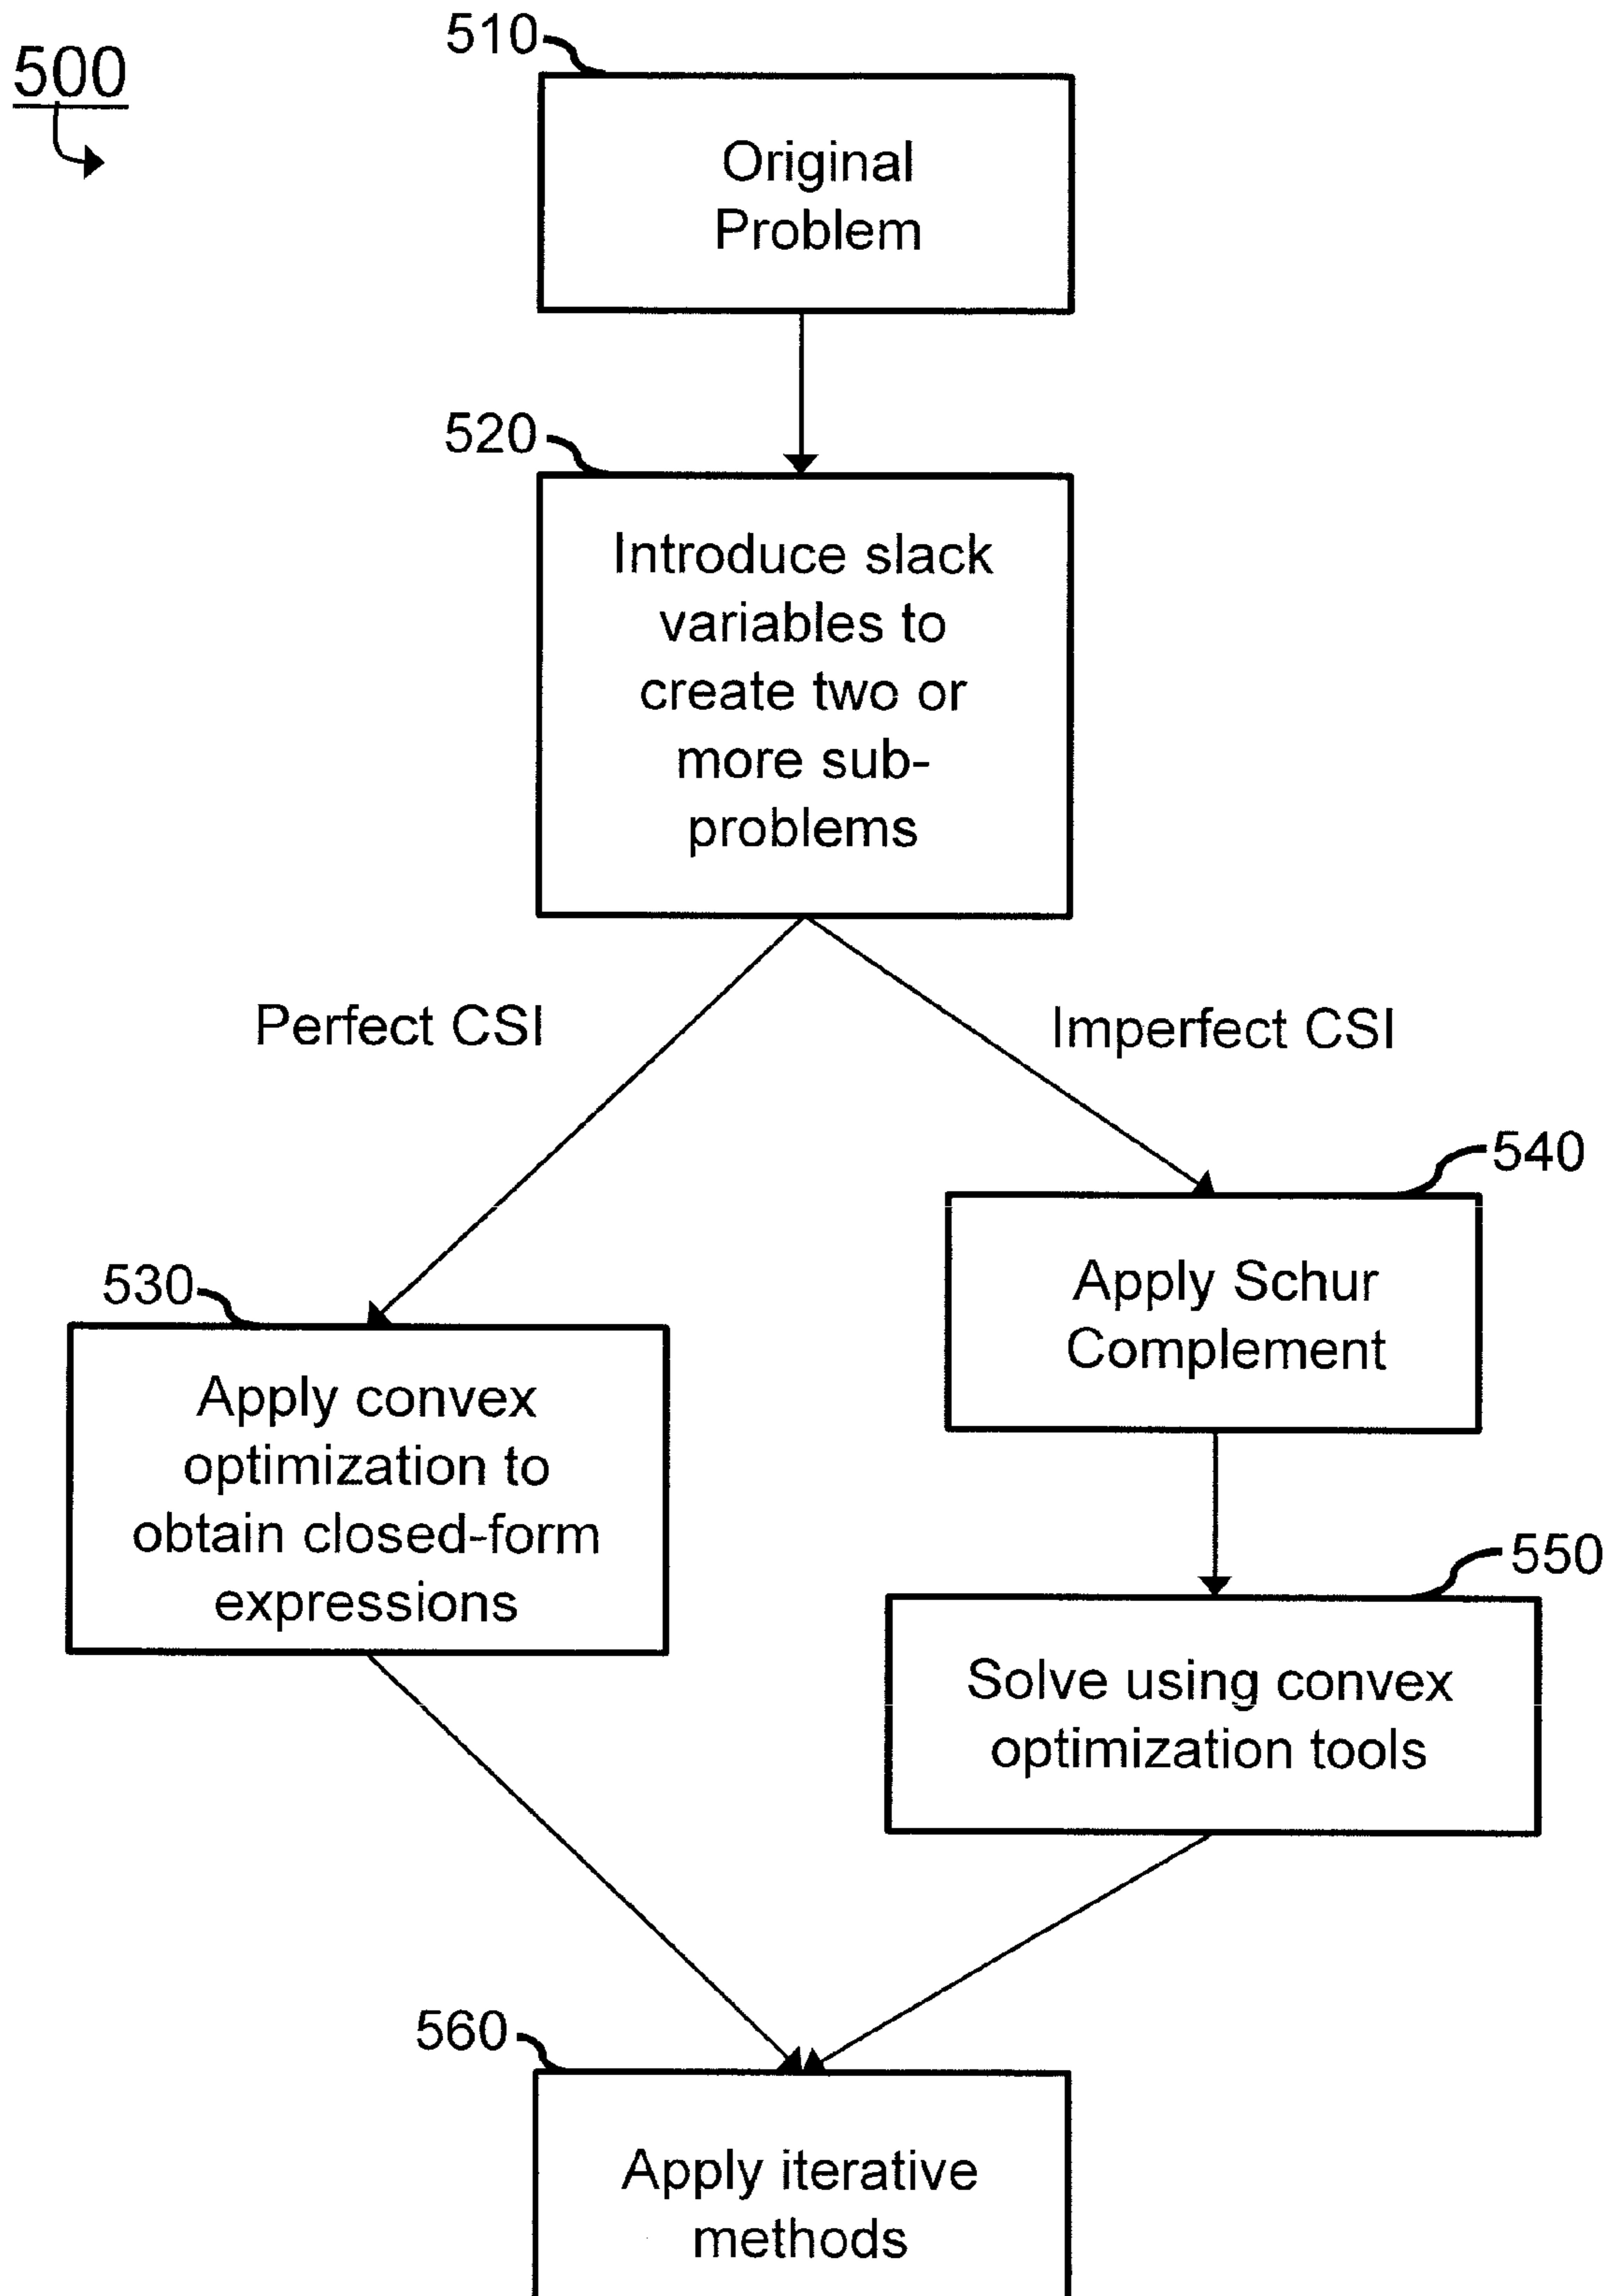 500
510
Original
Problem
520
Introduce slack
variables to
create two or
more sub-
problems
Perfect CSI
Imperfect CSI
540
Apply Schur
Complement
530
Apply convex
optimization to
obtain closed-form
expressions
550
Solve using convex
optimization tools
560
Apply iterative
methods